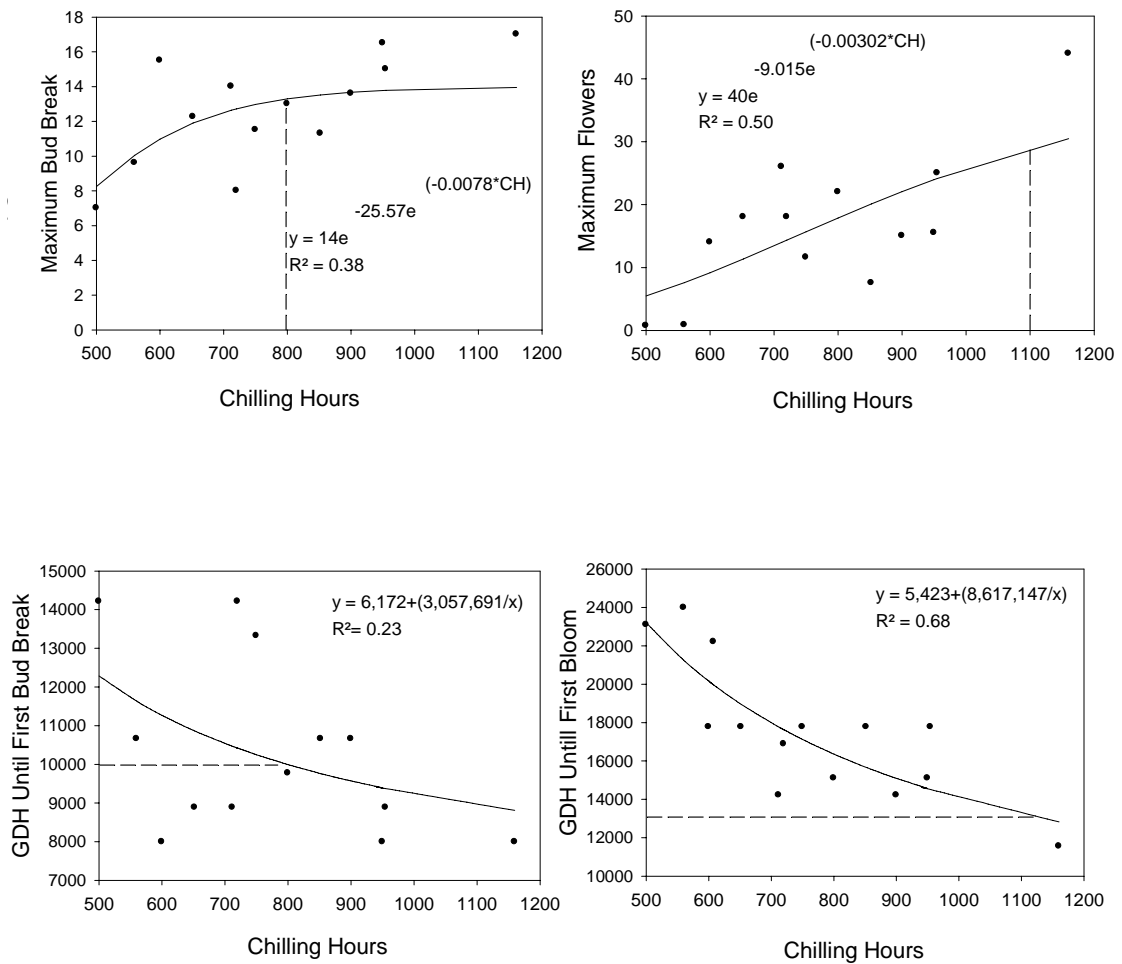 Maximum Bud Break
18
16
14
12
10
8
6
4
2
0
(-0.0078*CH)
-25.57e
y = 14e
R² = 0.38
500 600 700 800 900 1000 1100 1200
Chilling Hours
Maximum Flowers
50
40
30
20
10
0
(-0.00302*CH)
-9.015e
y = 40e
R² = 0.50
500 600 700 800 900 1000 1100 1200
Chilling Hours
GDH Until First Bud Break
15000
14000
13000
12000
11000
10000
9000
8000
7000
y = 6,172+(3,057,691/x)
R²= 0.23
500 600 700 800 900 1000 1100 1200
Chilling Hours
GDH Untill First Bloom
26000
24000
22000
20000
18000
16000
14000
12000
10000
y = 5,423+(8,617,147/x)
R² = 0.68
500 600 700 800 900 1000 1100 1200
Chilling Hours